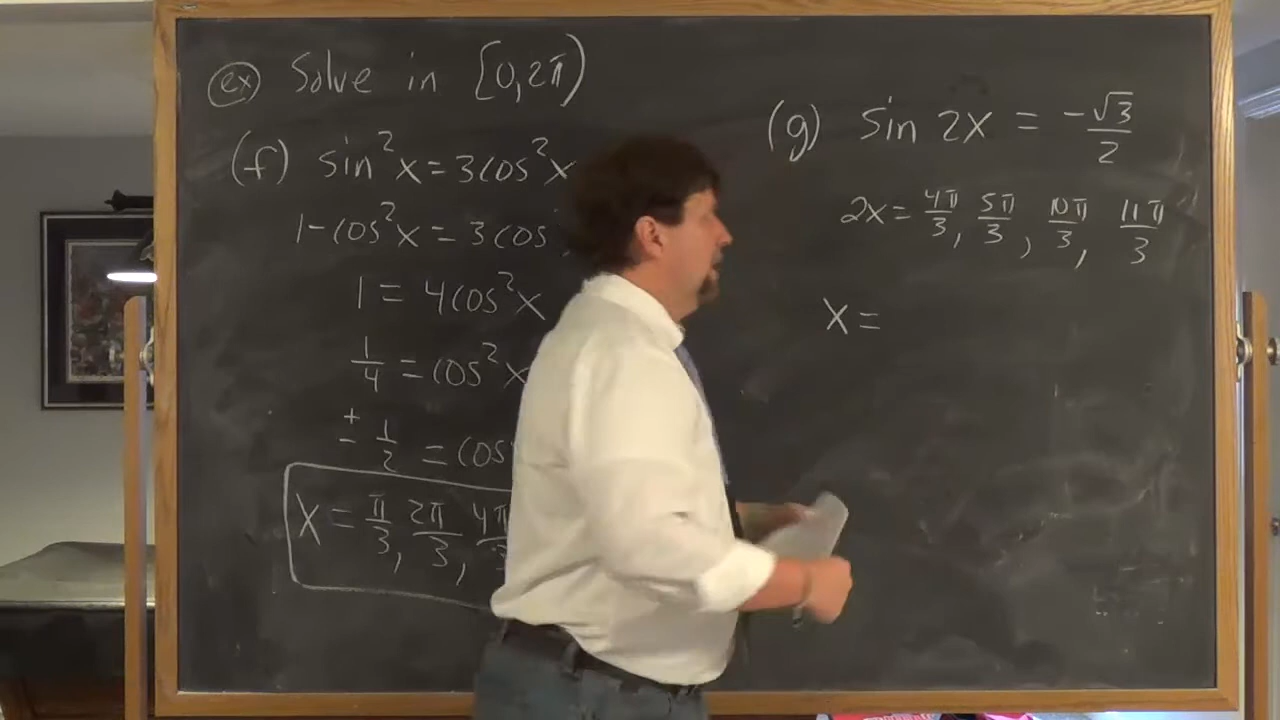 ex Solve in [0,2π)
(f) sin²x=3cos²x
1-cos²x=3cos
1=4cos²x
1/4=cos²x
±1/2=cos
x=π/3, 2π/3, 4π/3
(g) sin 2x = -√3/2
2x=4π/3, 5π/3, 10π/3, 11π/3
x=